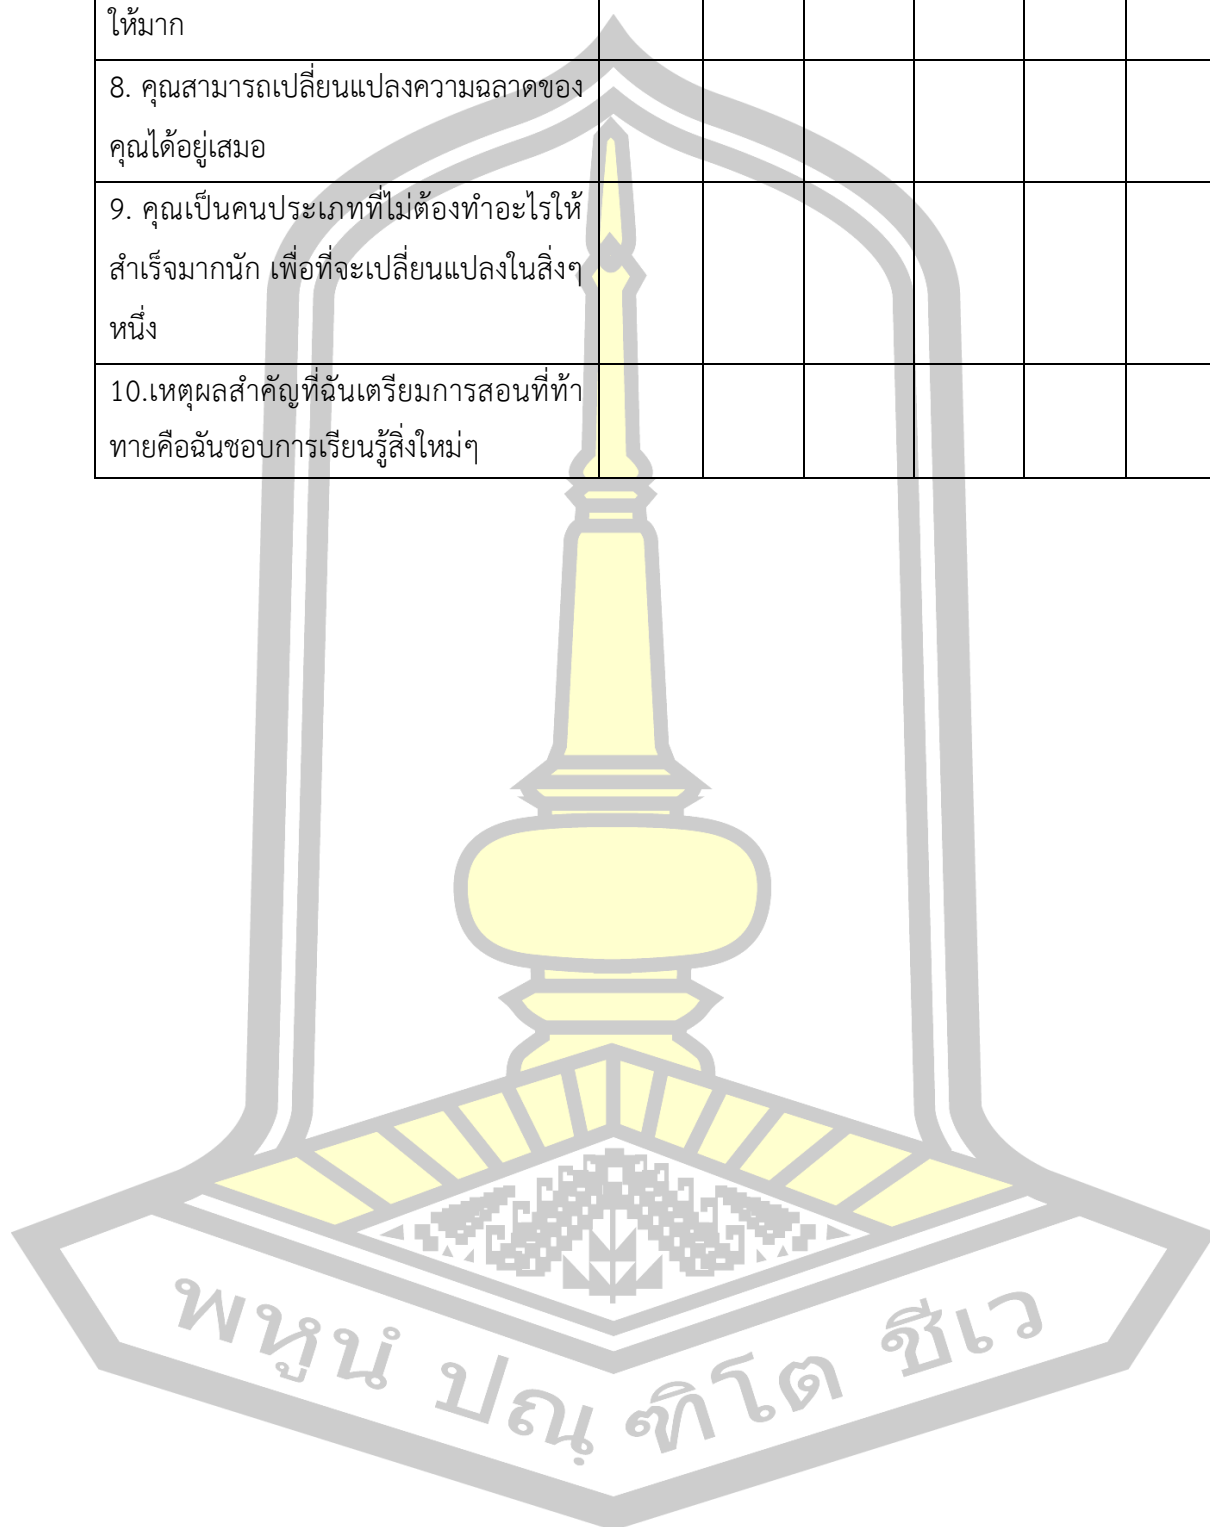 ให้มาก
8. คุณสามารถเปลี่ยนแปลงความฉลาดของ
คุณได้อยู่เสมอ
9. คุณเป็นคนประเภทที่ไม่ต้องทำอะไรให้
สำเร็จมากนัก เพื่อที่จะเปลี่ยนแปลงในสิ่งๆ
หนึ่ง
10.เหตุผลสำคัญที่ฉันเตรียมการสอนที่ท้า
ทายคือฉันชอบการเรียนรู้สิ่งใหม่ๆ
พหูนํ ปณฺฑิโต ชีเว